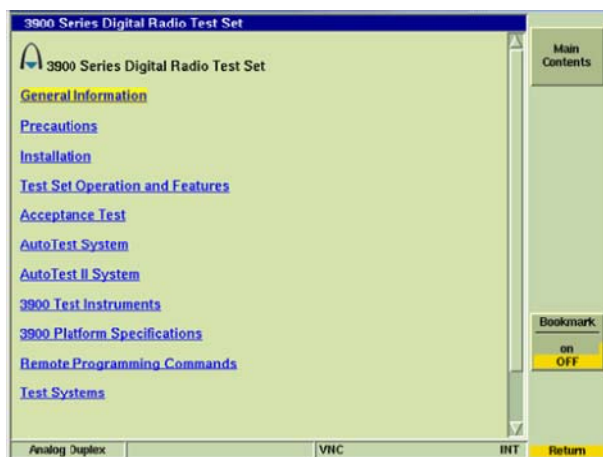 3900 Series Digital Radio Test Set
3900 Series Digital Radio Test Set
General Information
Precautions
Installation
Test Set Operation and Features
Acceptance Test
AutoTest System
AutoTest II System
3900 Test Instruments
3900 Platform Specifications
Remote Programming Commands
Test Systems
Main
Contents
Bookmark
on
OFF
Analog Duplex
VNC
INT
Return